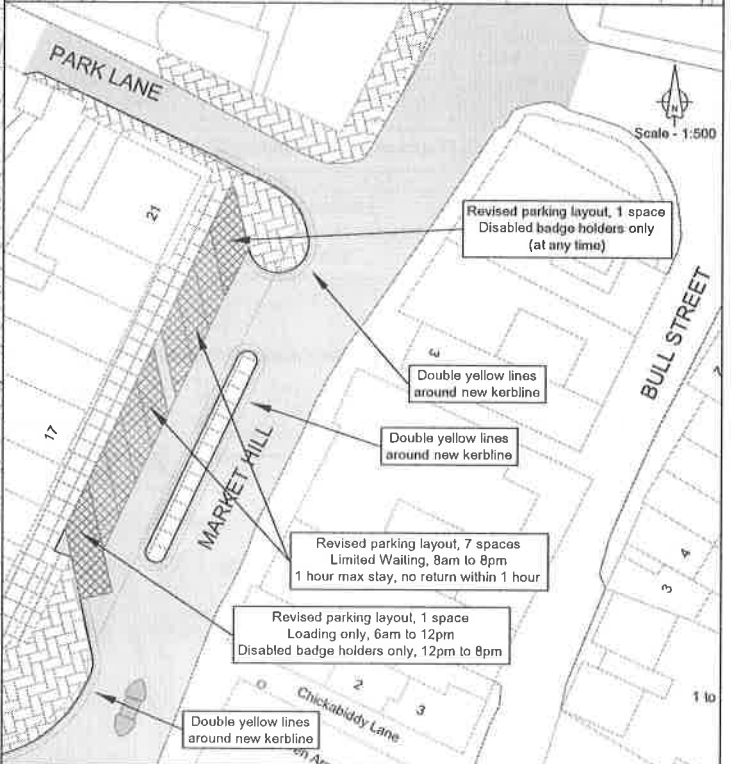 PARK LANE
N
Scale - 1:500
21
Revised parking layout, 1 space
Disabled badge holders only
(at any time)
BULL STREET
3
Double yellow lines
around new kerbline
7
17
Double yellow lines
around new kerbline
MARKET HILL
Revised parking layout, 7 spaces
Limited Waiting, 8am to 8pm
1 hour max stay, no return within 1 hour
4
3
Revised parking layout, 1 space
Loading only, 6am to 12pm
Disabled badge holders only, 12pm to 8pm
2
3
Chickabiddy Lane
1 to
Double yellow lines
around new kerbline